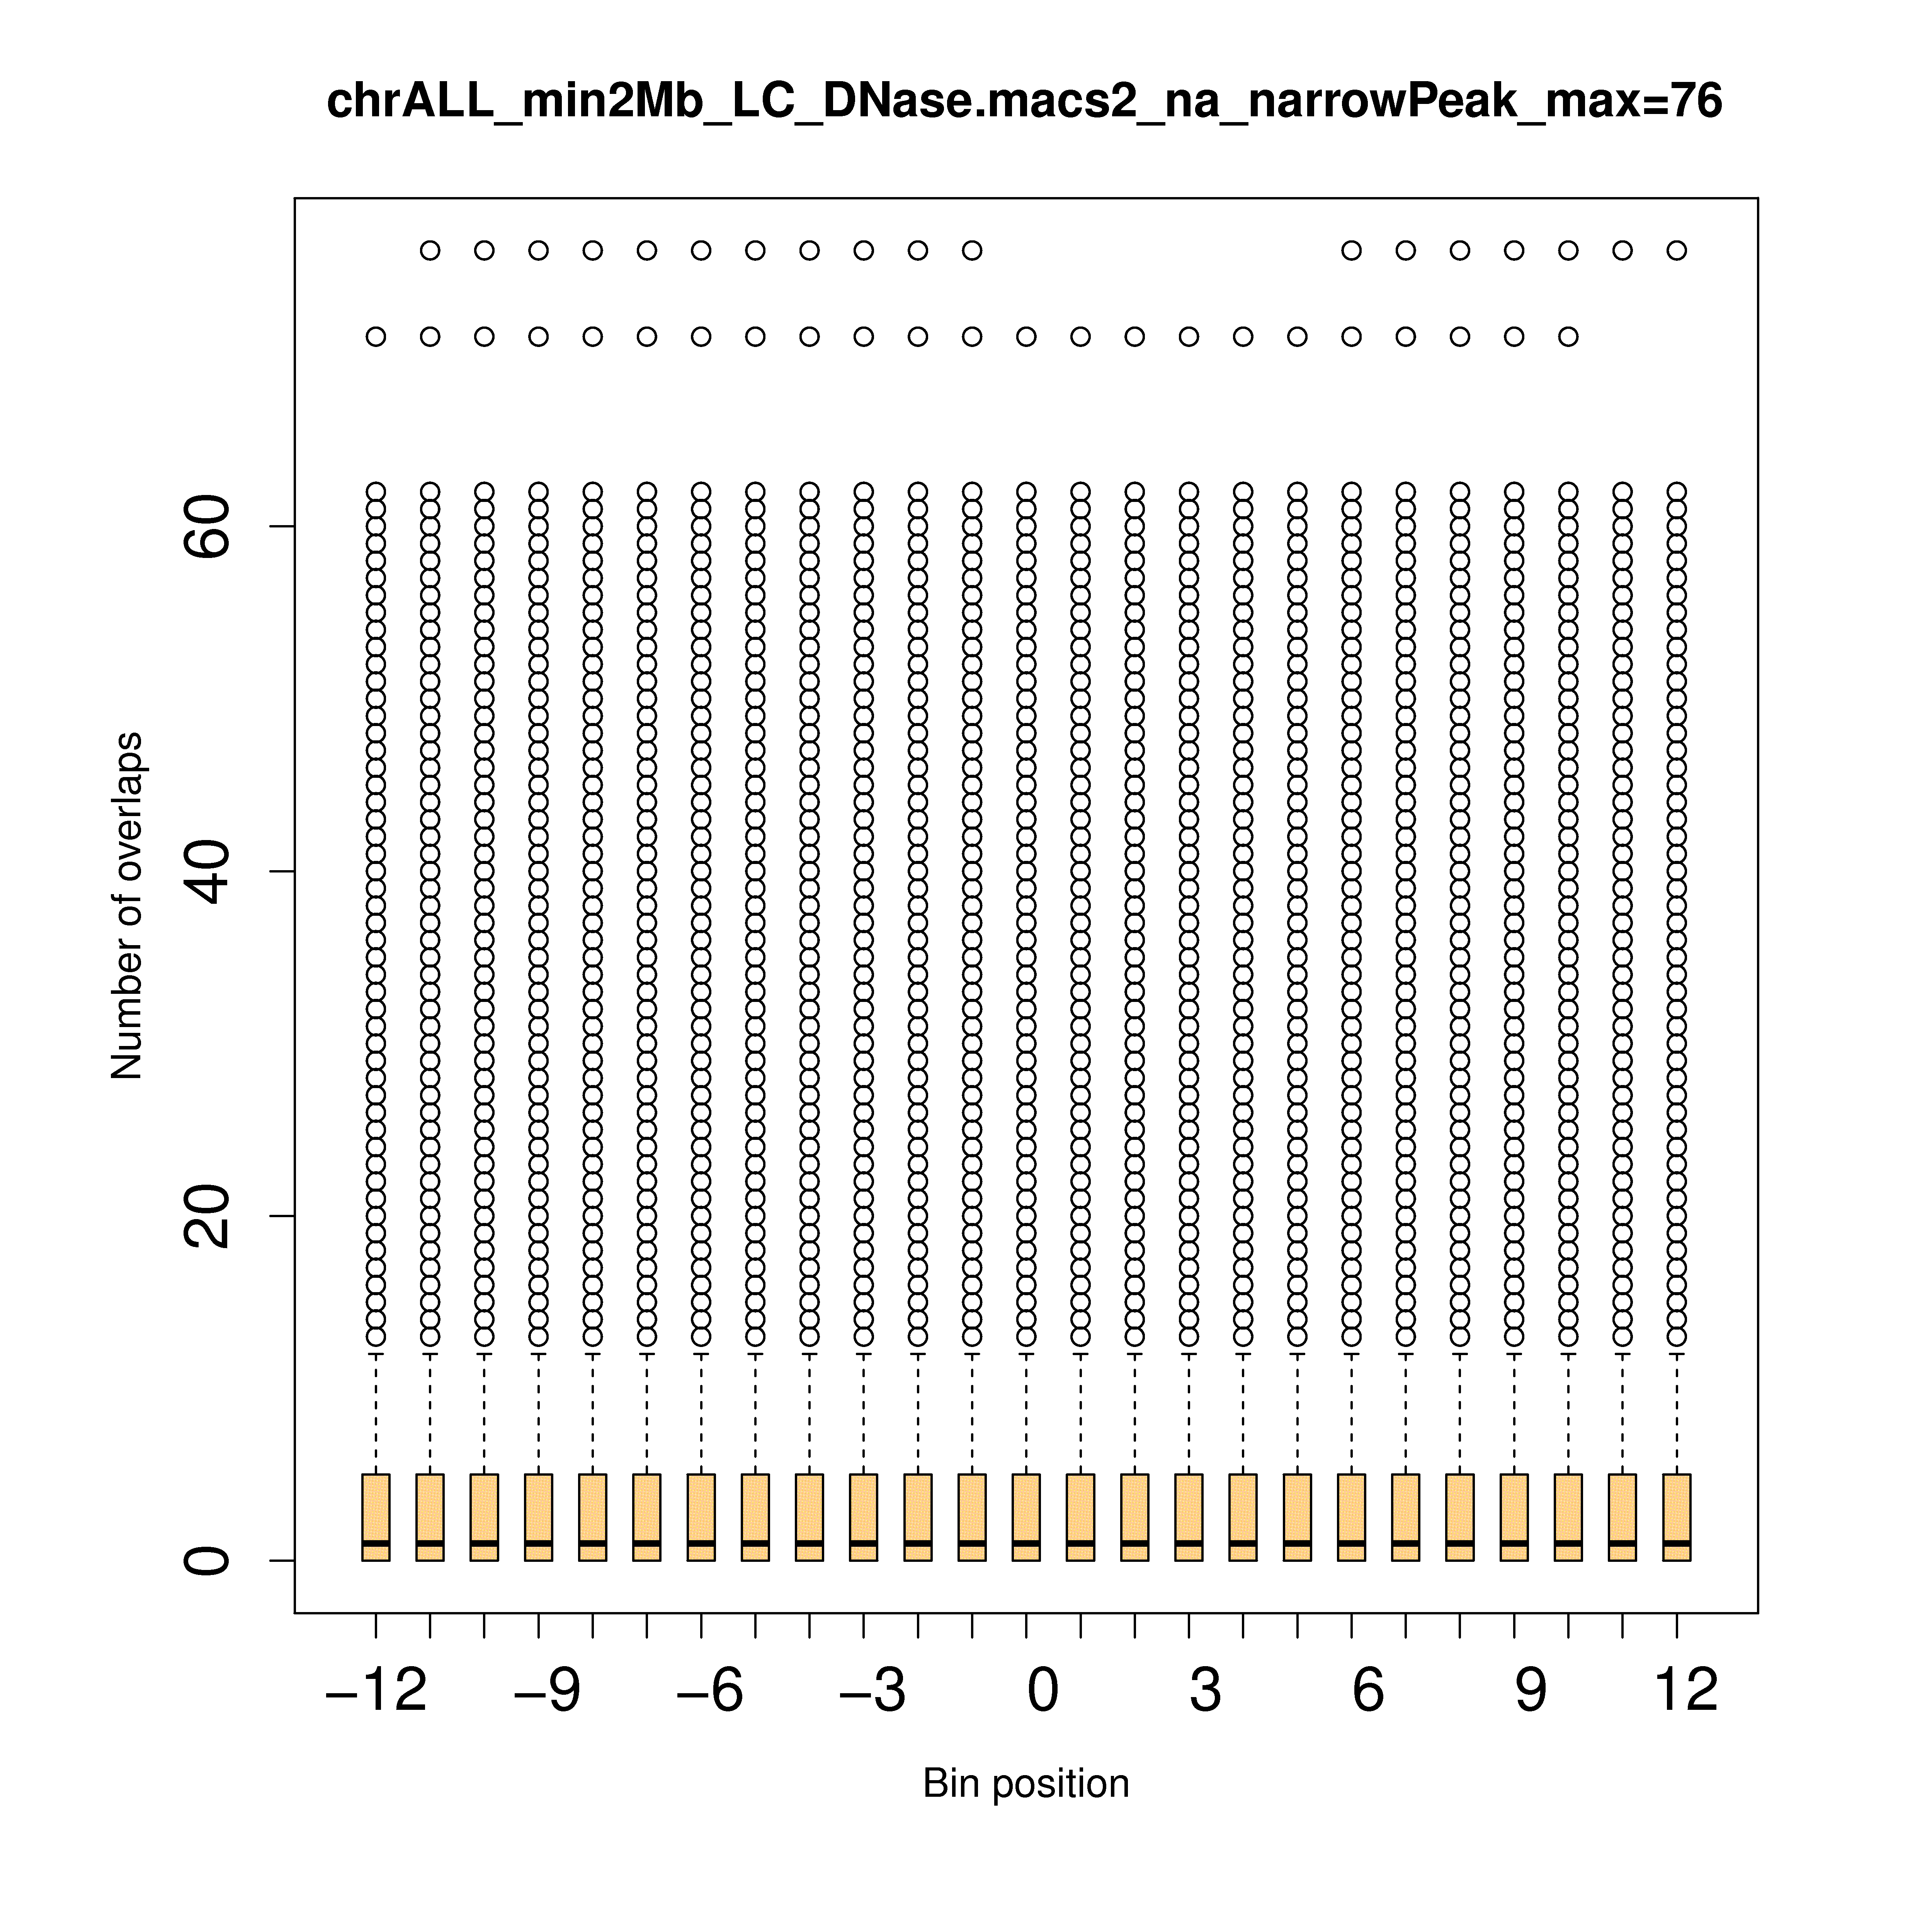 chrALL_min2Mb_LC_DNase.macs2_na_narrowPeak_max=76
Number of overlaps
60
40
20
0
−12 −9 −6 −3 0 3 6 9 12
Bin position